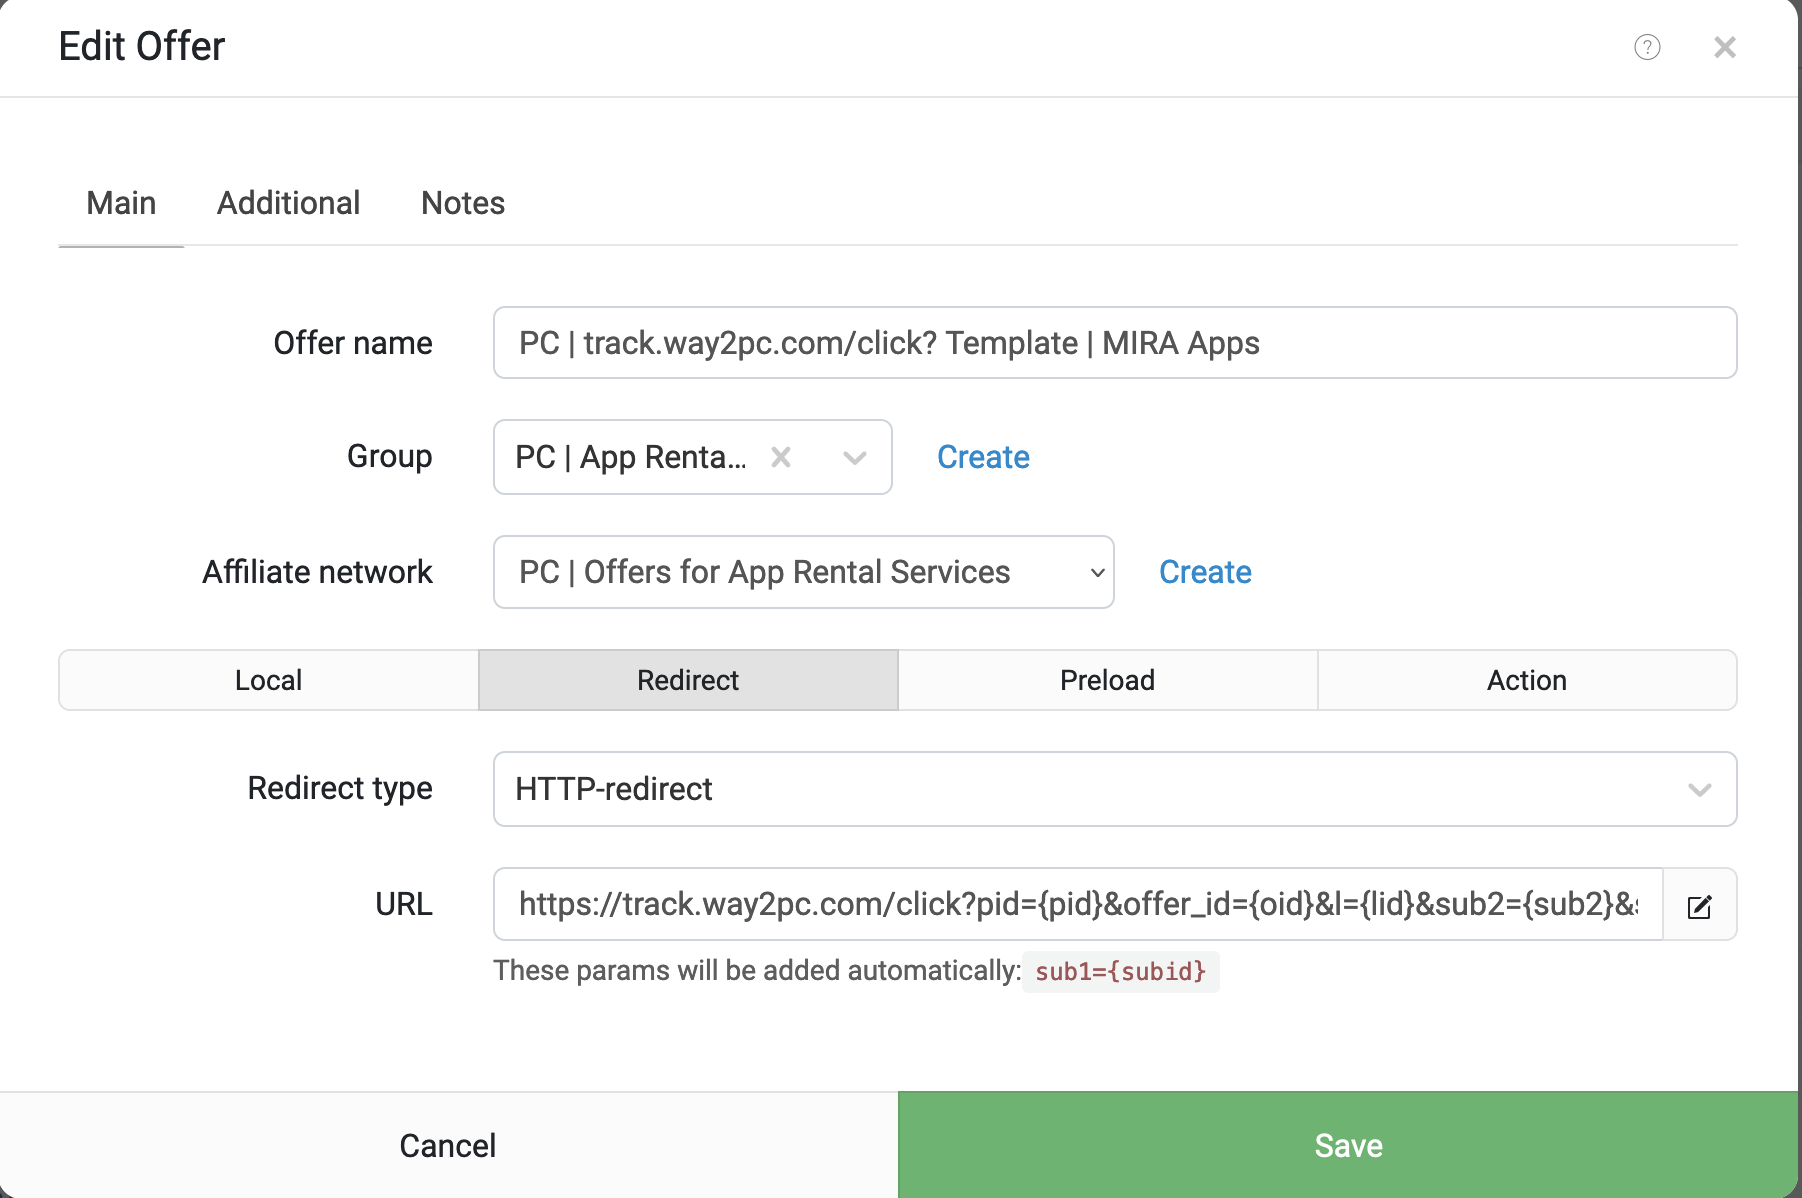 Edit Offer
?
Main Additional Notes
Offer name PC | track.way2pc.com/click? Template | MIRA Apps
Group PC | App Renta... Create
Affiliate network PC | Offers for App Rental Services Create
Local Redirect Preload Action
Redirect type HTTP-redirect
URL https://track.way2pc.com/click?pid={pid}&offer_id={oid}&l={lid}&sub2={sub2}&
These params will be added automatically: sub1={subid}
Cancel Save